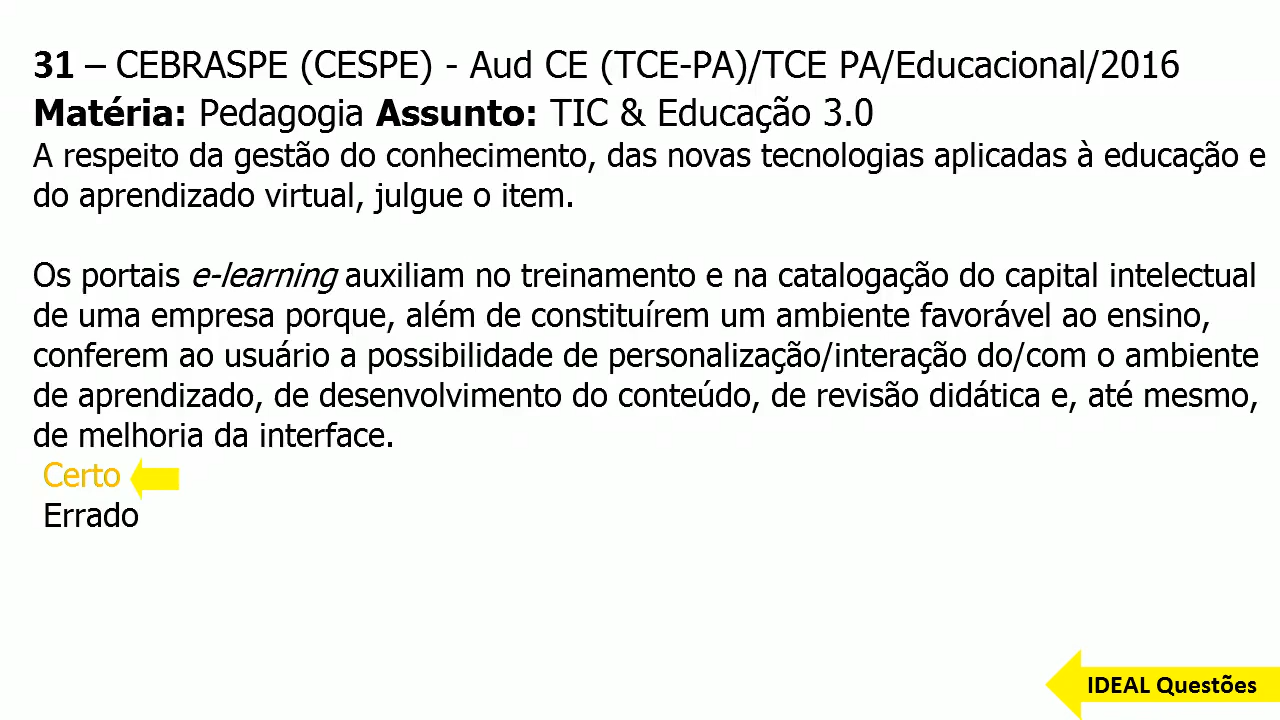 31 – CEBRASPE (CESPE) - Aud CE (TCE-PA)/TCE PA/Educacional/2016
Matéria: Pedagogia Assunto: TIC & Educação 3.0
A respeito da gestão do conhecimento, das novas tecnologias aplicadas à educação e
do aprendizado virtual, julgue o item.
Os portais e-learning auxiliam no treinamento e na catalogação do capital intelectual
de uma empresa porque, além de constituírem um ambiente favorável ao ensino,
conferem ao usuário a possibilidade de personalização/interação do/com o ambiente
de aprendizado, de desenvolvimento do conteúdo, de revisão didática e, até mesmo,
de melhoria da interface.
Certo
Errado
IDEAL Questões